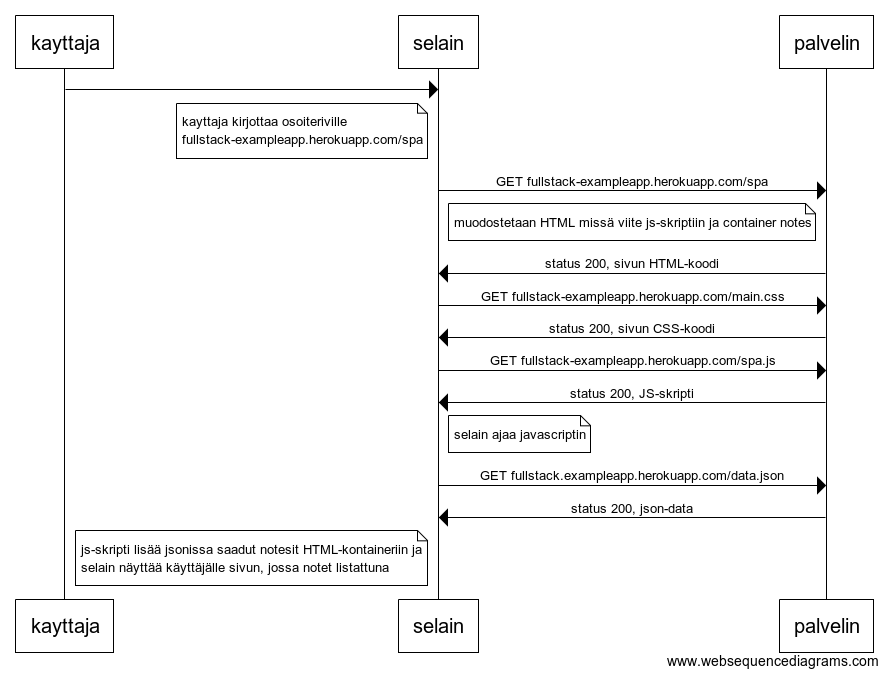 kayttaja
selain
palvelin
kayttaja kirjottaa osoiteriville
fullstack-exampleapp.herokuapp.com/spa
GET fullstack-exampleapp.herokuapp.com/spa
muodostetaan HTML missä viite js-skriptiin ja container notes
status 200, sivun HTML-koodi
GET fullstack-exampleapp.herokuapp.com/main.css
status 200, sivun CSS-koodi
GET fullstack-exampleapp.herokuapp.com/spa.js
status 200, JS-skripti
selain ajaa javascriptin
GET fullstack.exampleapp.herokuapp.com/data.json
status 200, json-data
js-skripti lisää jsonissa saadut notesit HTML-kontaineriin ja
selain näyttää käyttäjälle sivun, jossa notet listattuna
kayttaja
selain
palvelin
www.websequencediagrams.com